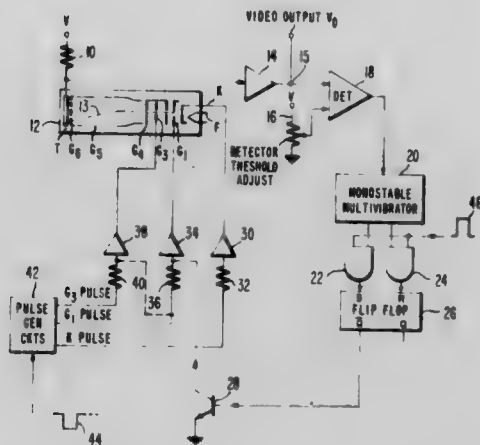 VIDEO OUTPUT V0
V
10
14
15
18
K
13
V
DET
16
F
12
T G6 G5 G4 G3 G1
DETECTOR
THRESHOLD
ADJUST
20
MONOSTABLE
MULTIVIBRATOR
46
38
34
30
22
24
42
40
36
32
G3 PULSE
PULSE
GEN
CKTS
G1 PULSE
K PULSE
FLIP FLOP
26
28
44